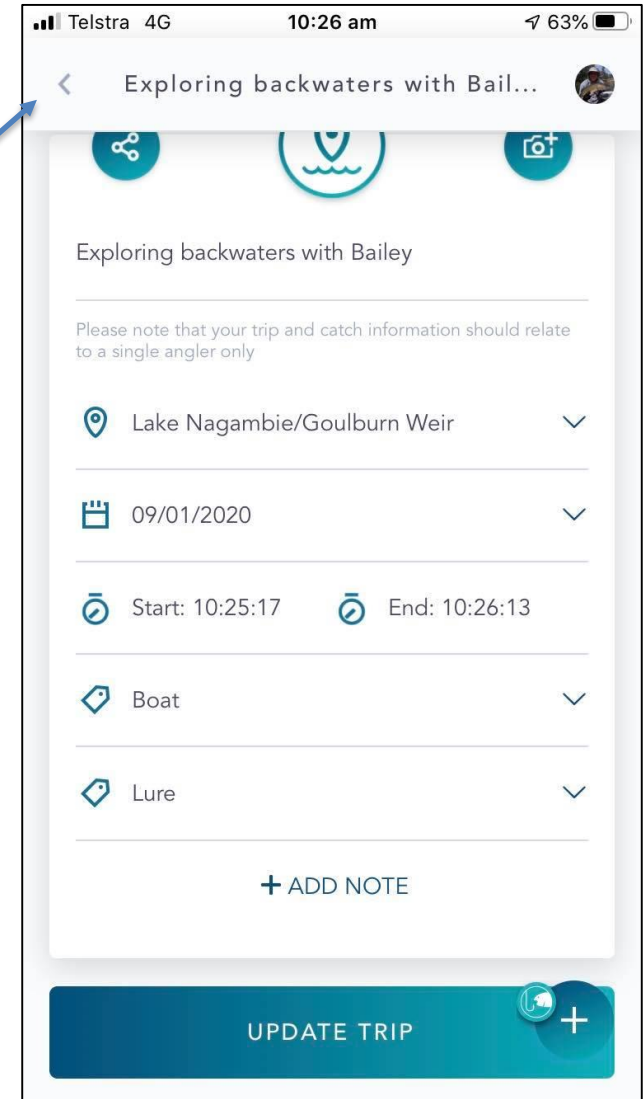 Telstra 4G 10:26 am 63%
Exploring backwaters with Bail...
Exploring backwaters with Bailey
Please note that your trip and catch information should relate
to a single angler only
Lake Nagambie/Goulburn Weir
09/01/2020
Start: 10:25:17 End: 10:26:13
Boat
Lure
+ ADD NOTE
UPDATE TRIP +